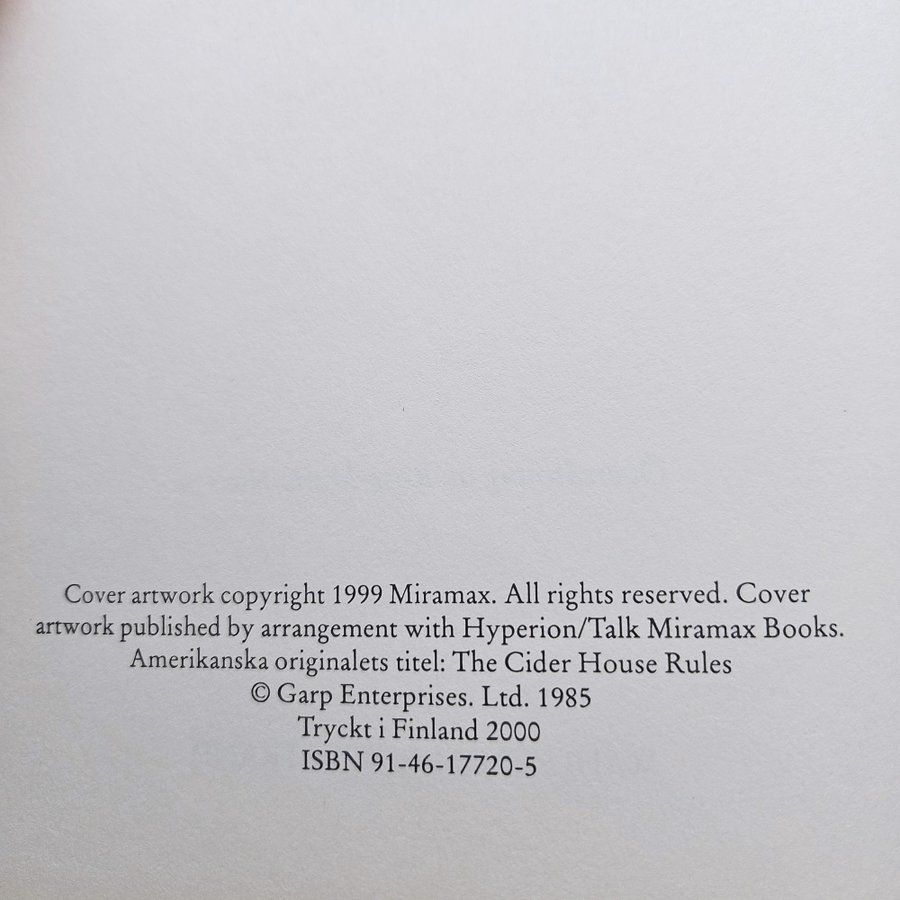 Cover artwork copyright 1999 Miramax. All rights reserved. Cover
artwork published by arrangement with Hyperion/Talk Miramax Books.
Amerikanska originalets titel: The Cider House Rules
© Garp Enterprises. Ltd. 1985
Tryckt i Finland 2000
ISBN 91-46-17720-5